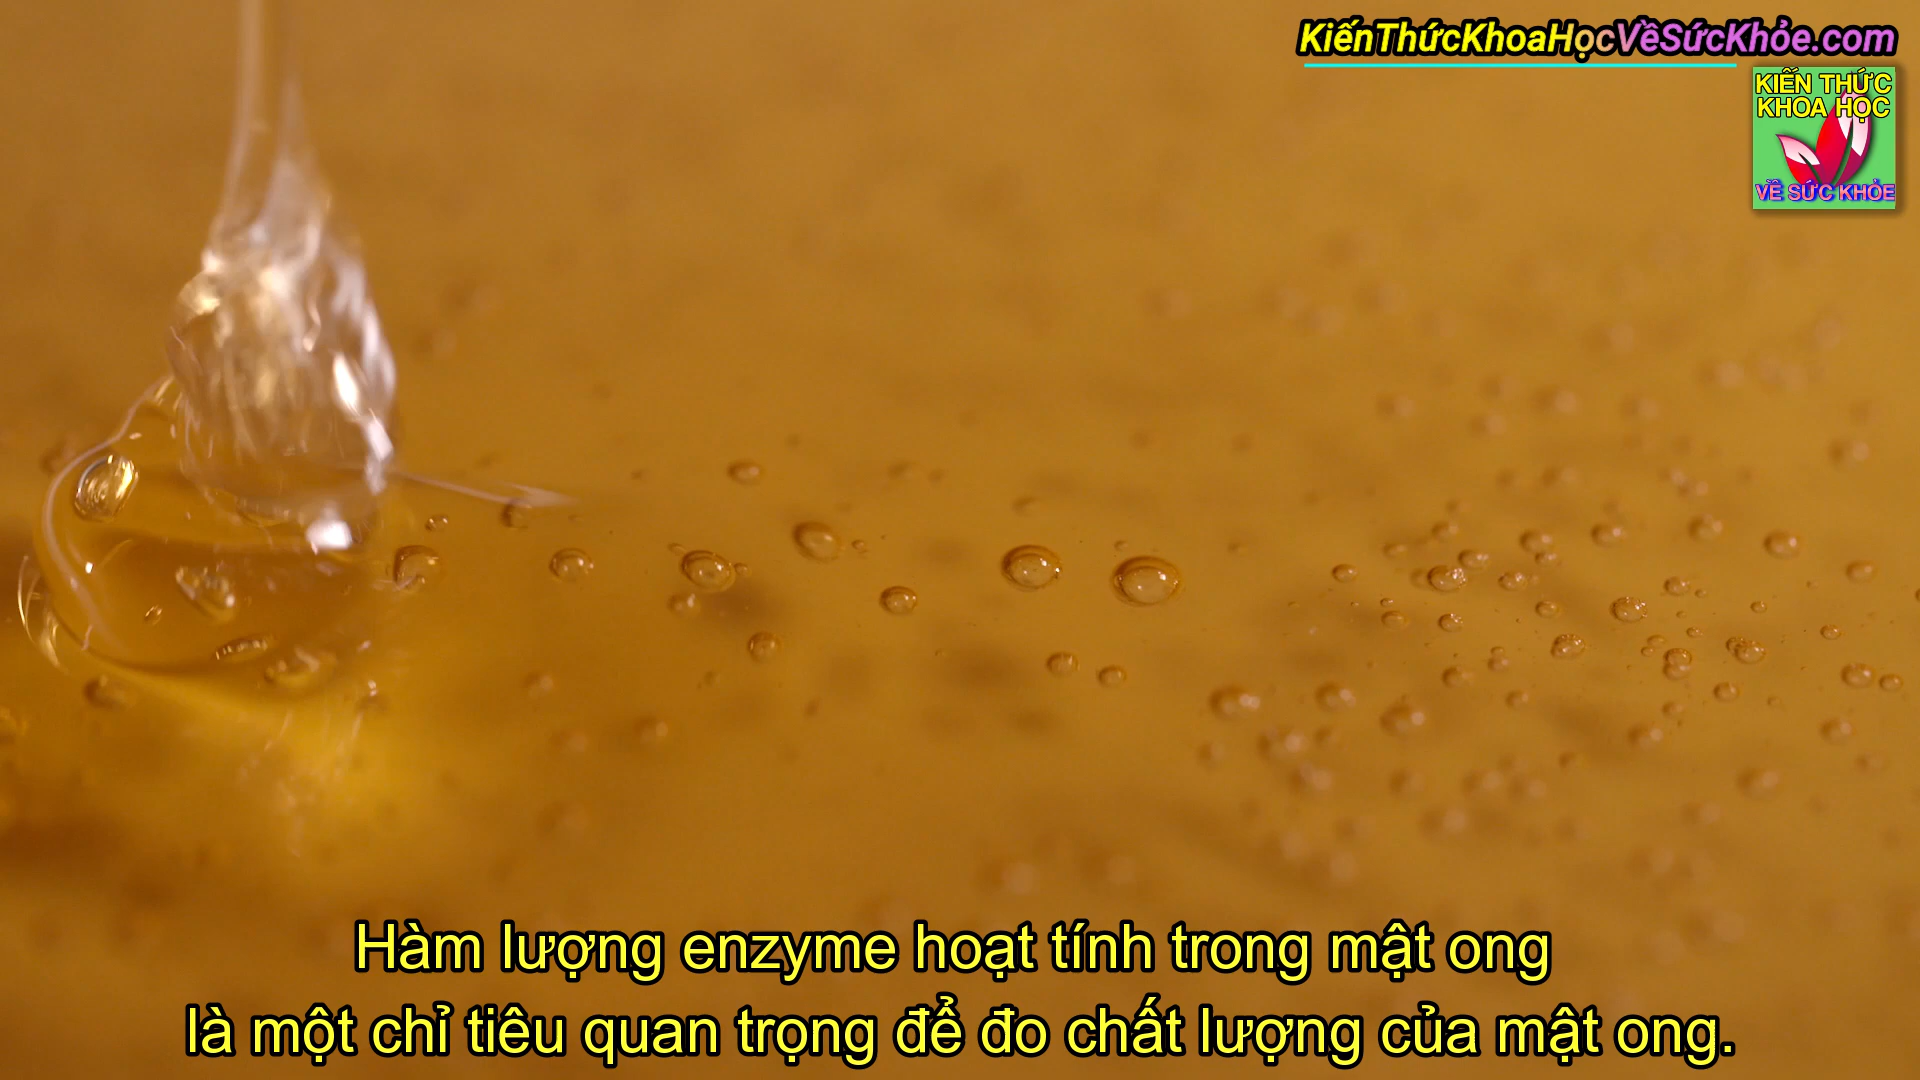 KiếnThứcKhoaHọcVềSứcKhỏe.com
KIẾN THỨC
KHOA HỌC
VỀ SỨC KHỎE
Hàm lượng enzyme hoạt tính trong mật ong
là một chỉ tiêu quan trọng để đo chất lượng của mật ong.